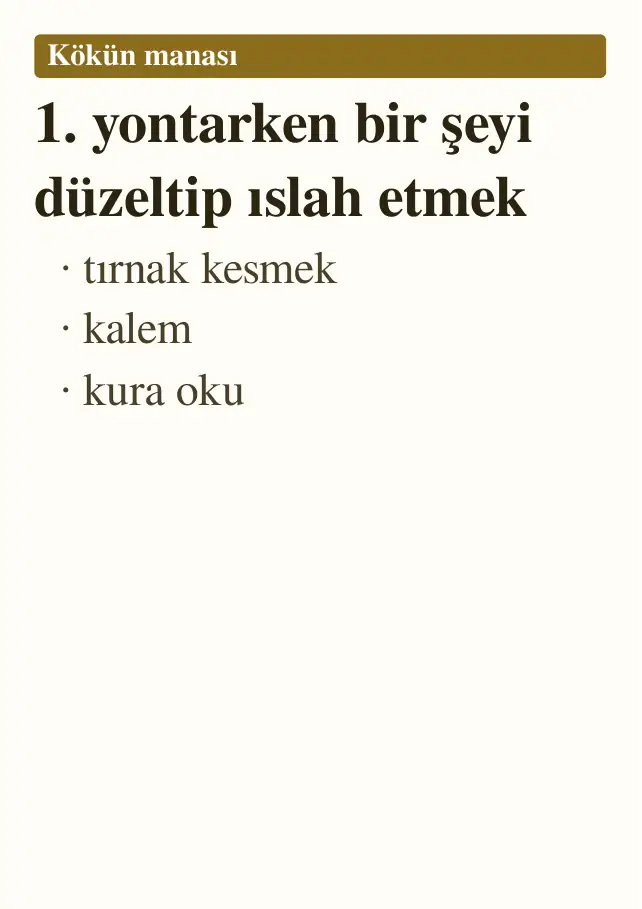 Kökün manası
1. yontarken bir şeyi
düzeltip ıslah etmek
· tırnak kesmek
· kalem
· kura oku